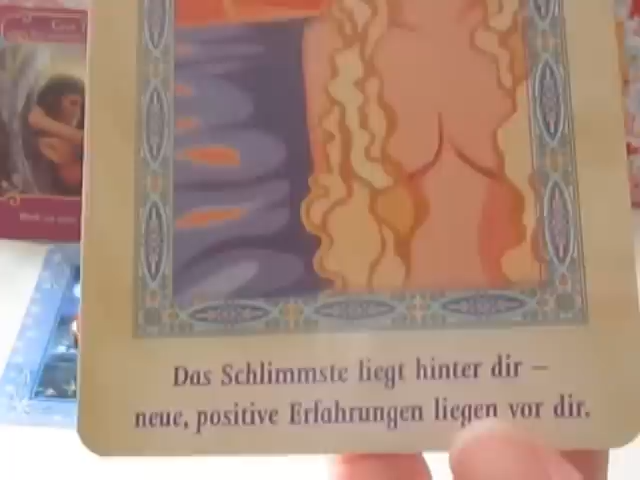 Das Schlimmste liegt hinter dir –
neue, positive Erfahrungen liegen vor dir.